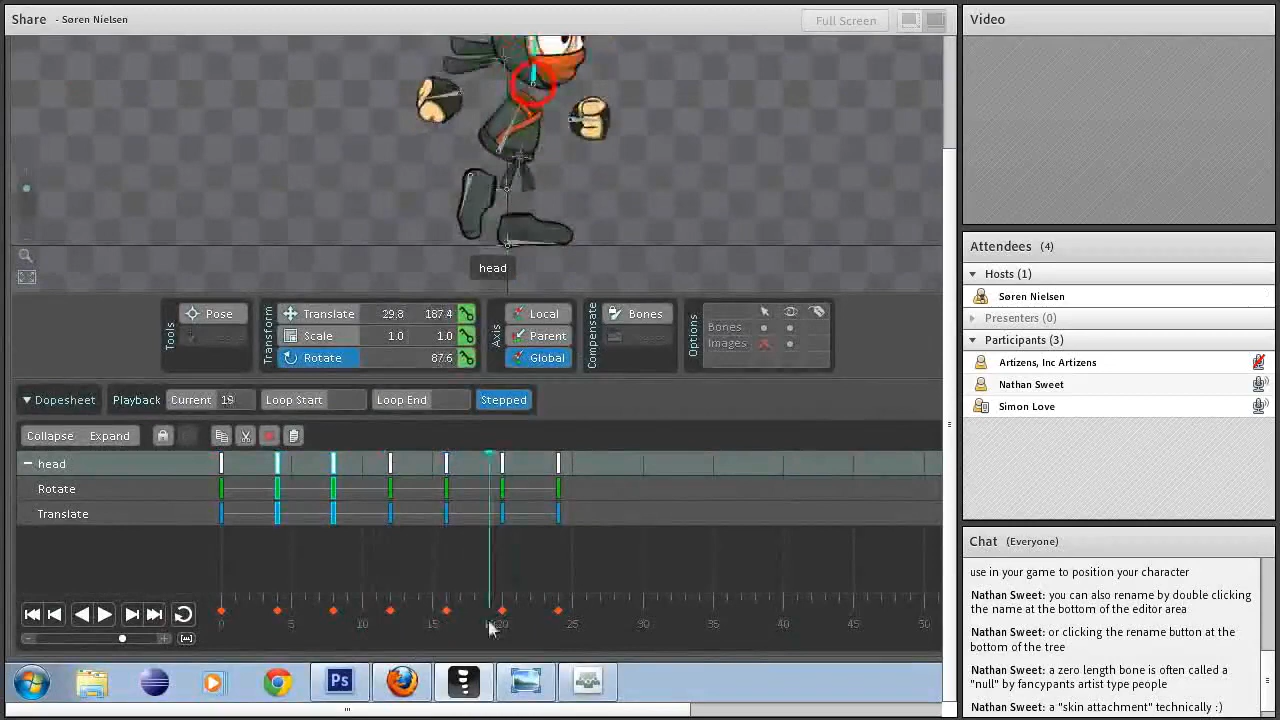 Share - Søren Nielsen
Full Screen
Video
Attendees (4)
Hosts (1)
Søren Nielsen
Presenters (0)
Participants (3)
Artizens, Inc Artizens
Nathan Sweet
Simon Love
Chat (Everyone)
use in your game to position your character
Nathan Sweet: you can also rename by double clicking
the name at the bottom of the editor area
Nathan Sweet: or clicking the rename button at the
bottom of the tree
Nathan Sweet: a zero length bone is often called
"null" by fancypants artist type people
Nathan Sweet: a "skin attachment" technically :)
head
Tools
Pose
Transform
Translate 29.8 187.4
Scale 1.0 1.0
Rotate 87.6
Axis
Local
Parent
Global
Compensate
Bones
Options
Bones
Images
Dopesheet Playback Current 19 Loop Start Loop End Stepped
Collapse Expand
head
Rotate
Translate
0 5 10 15 20 25 30 35 40 45 50
Ps